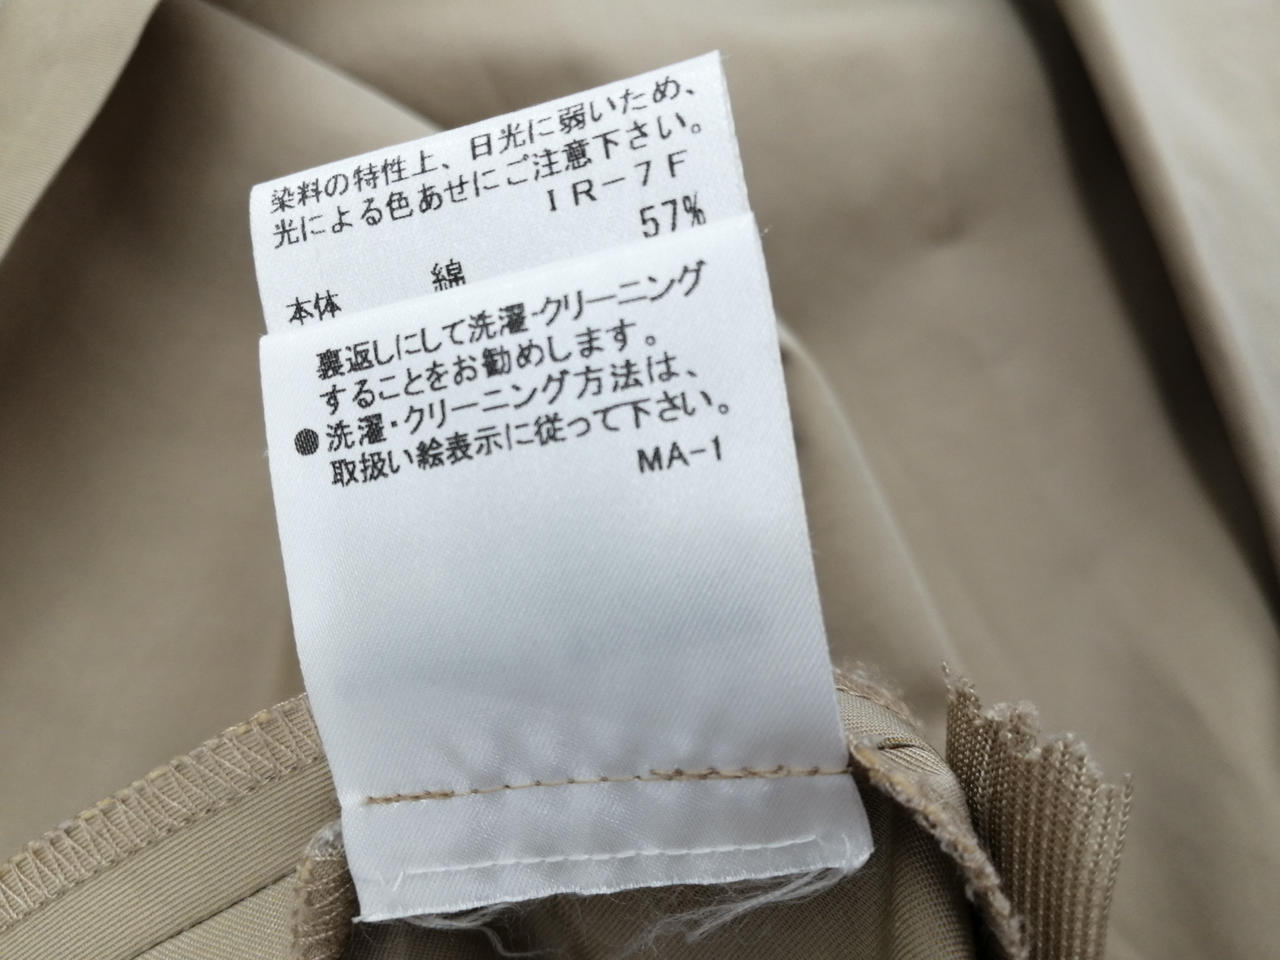 染料の特性上、日光に弱いため、
光による色あせにご注意下さい。
IR-7F
本体 綿 57%
裏返しにして洗濯・クリーニング
することをお勧めします。
●洗濯・クリーニング方法は、
取扱い絵表示に従って下さい。
MA-1